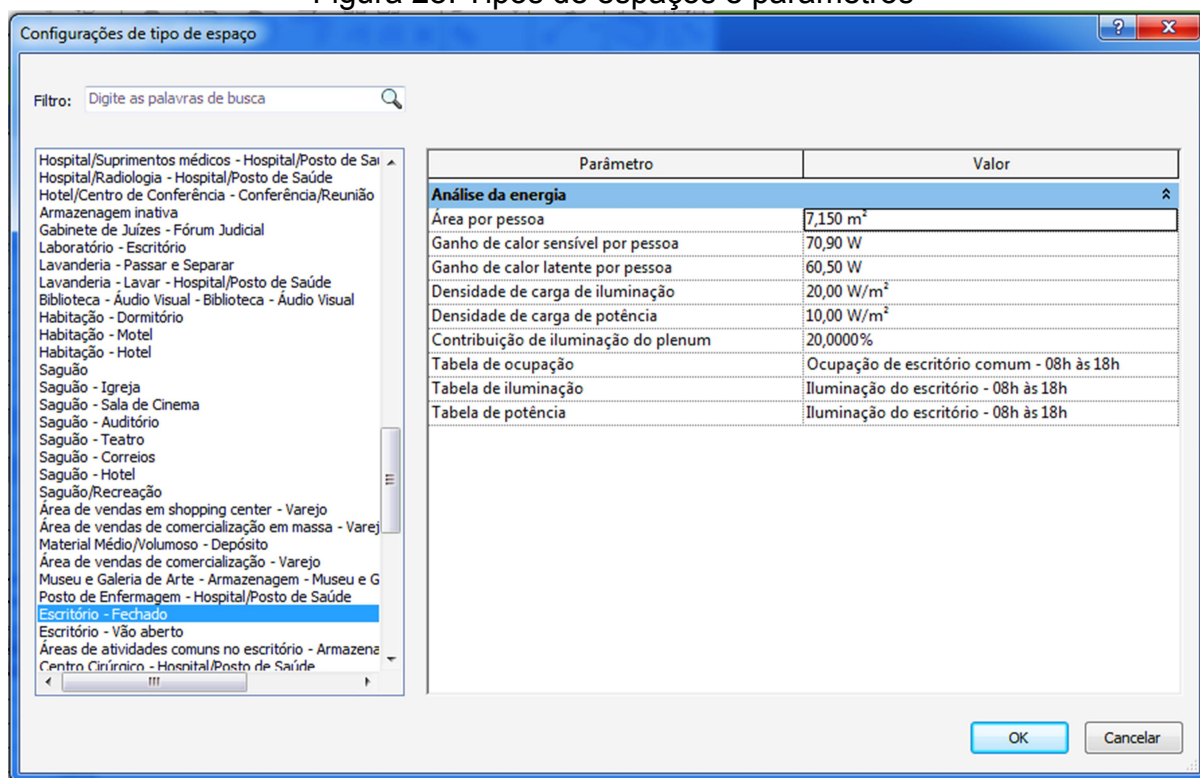 Figura 25. Tipos de espaços e parâmetros
Configurações de tipo de espaço
Filtro: Digite as palavras de busca
Hospital/Suprimentos médicos - Hospital/Posto de Saú
Hospital/Radiologia - Hospital/Posto de Saúde
Hotel/Centro de Conferência - Conferência/Reunião
Armazenagem inativa
Gabinete de Juízes - Fórum Judicial
Laboratório - Escritório
Lavanderia - Passar e Separar
Lavanderia - Lavar - Hospital/Posto de Saúde
Biblioteca - Áudio Visual - Biblioteca - Áudio Visual
Habitação - Dormitório
Habitação - Motel
Habitação - Hotel
Saguão
Saguão - Igreja
Saguão - Sala de Cinema
Saguão - Auditório
Saguão - Teatro
Saguão - Correios
Saguão - Hotel
Saguão/Recreação
Área de vendas em shopping center - Varejo
Área de vendas de comercialização em massa - Varej
Material Médio/Volumoso - Depósito
Área de vendas de comercialização - Varejo
Museu e Galeria de Arte - Armazenagem - Museu e G
Posto de Enfermagem - Hospital/Posto de Saúde
Escritório - Fechado
Escritório - Vão aberto
Áreas de atividades comuns no escritório - Armazena
Centro Cirúrgico - Hospital/Posto de Saúde
Parâmetro Valor
Análise da energia
Área por pessoa 7,150 m²
Ganho de calor sensível por pessoa 70,90 W
Ganho de calor latente por pessoa 60,50 W
Densidade de carga de iluminação 20,00 W/m²
Densidade de carga de potência 10,00 W/m²
Contribuição de iluminação do plenum 20,0000%
Tabela de ocupação Ocupação de escritório comum - 08h às 18h
Tabela de iluminação Iluminação do escritório - 08h às 18h
Tabela de potência Iluminação do escritório - 08h às 18h
OK Cancelar